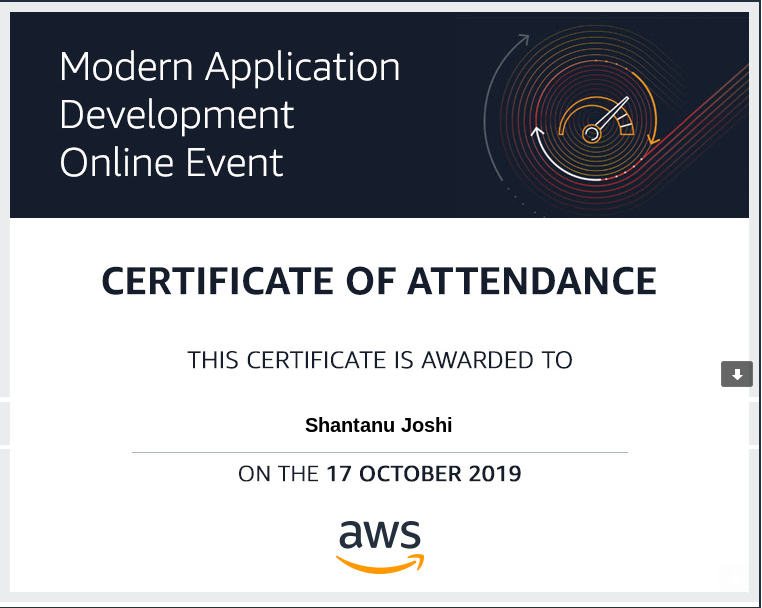 Modern Application
Development
Online Event
CERTIFICATE OF ATTENDANCE
THIS CERTIFICATE IS AWARDED TO
Shantanu Joshi
ON THE 17 OCTOBER 2019
aws